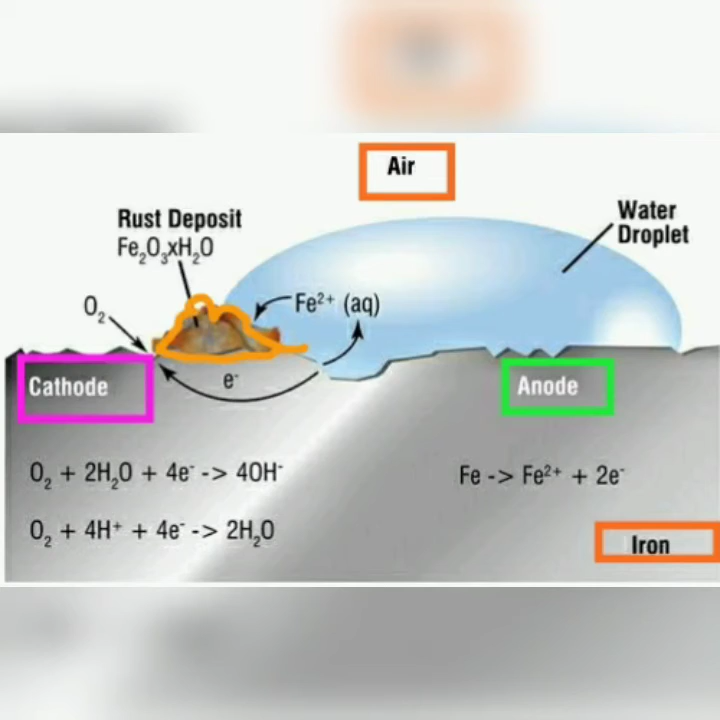 Air
Water
Droplet
Rust Deposit
Fe₂O₃xH₂O
O₂
Fe²⁺ (aq)
e⁻
Cathode
Anode
O₂ + 2H₂O + 4e⁻ -> 4OH⁻
Fe -> Fe²⁺ + 2e⁻
O₂ + 4H⁺ + 4e⁻ -> 2H₂O
Iron